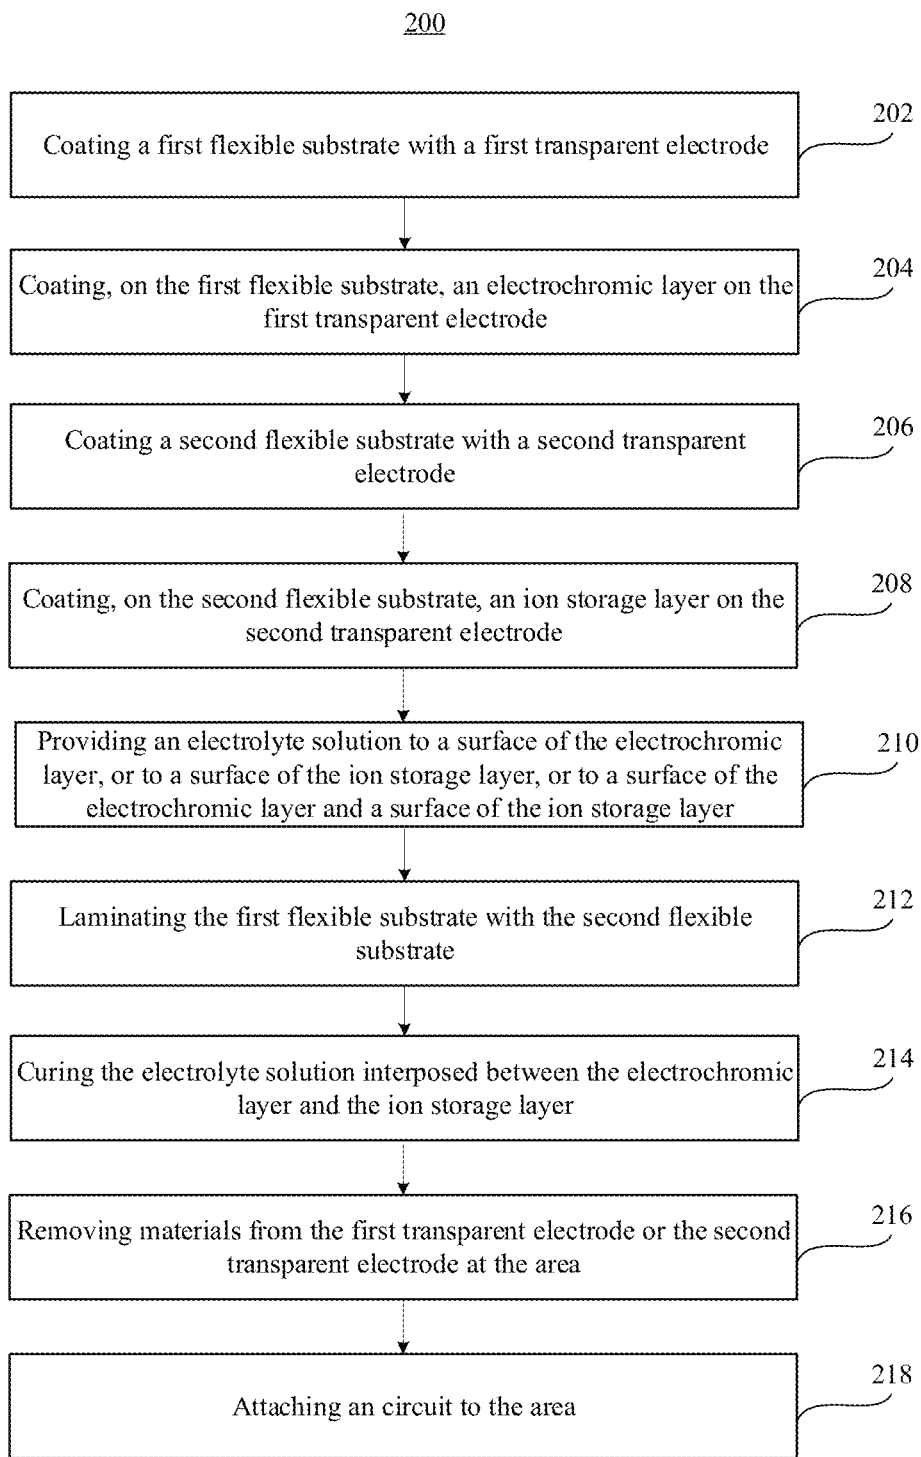 200
Coating a first flexible substrate with a first transparent electrode
202
Coating, on the first flexible substrate, an electrochromic layer on the
first transparent electrode
204
Coating a second flexible substrate with a second transparent
electrode
206
Coating, on the second flexible substrate, an ion storage layer on the
second transparent electrode
208
Providing an electrolyte solution to a surface of the electrochromic
layer, or to a surface of the ion storage layer, or to a surface of the
electrochromic layer and a surface of the ion storage layer
210
Laminating the first flexible substrate with the second flexible
substrate
212
Curing the electrolyte solution interposed between the electrochromic
layer and the ion storage layer
214
Removing materials from the first transparent electrode or the second
transparent electrode at the area
216
Attaching an circuit to the area
218